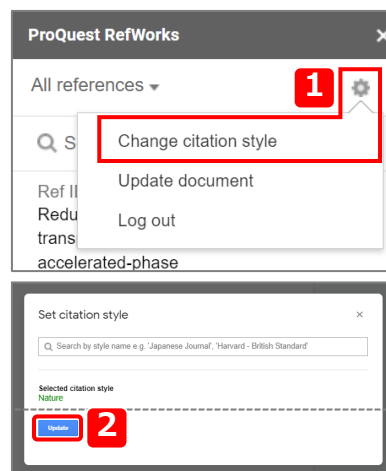 ProQuest RefWorks ×
All references
1
S
Change citation style
Update document
Log out
Ref I
Redu
trans
accelerated-phase
Set citation style ×
Search by style name e.g. 'Japanese Journal', 'Harvard - British Standard'
Selected citation style
Nature
Update
2